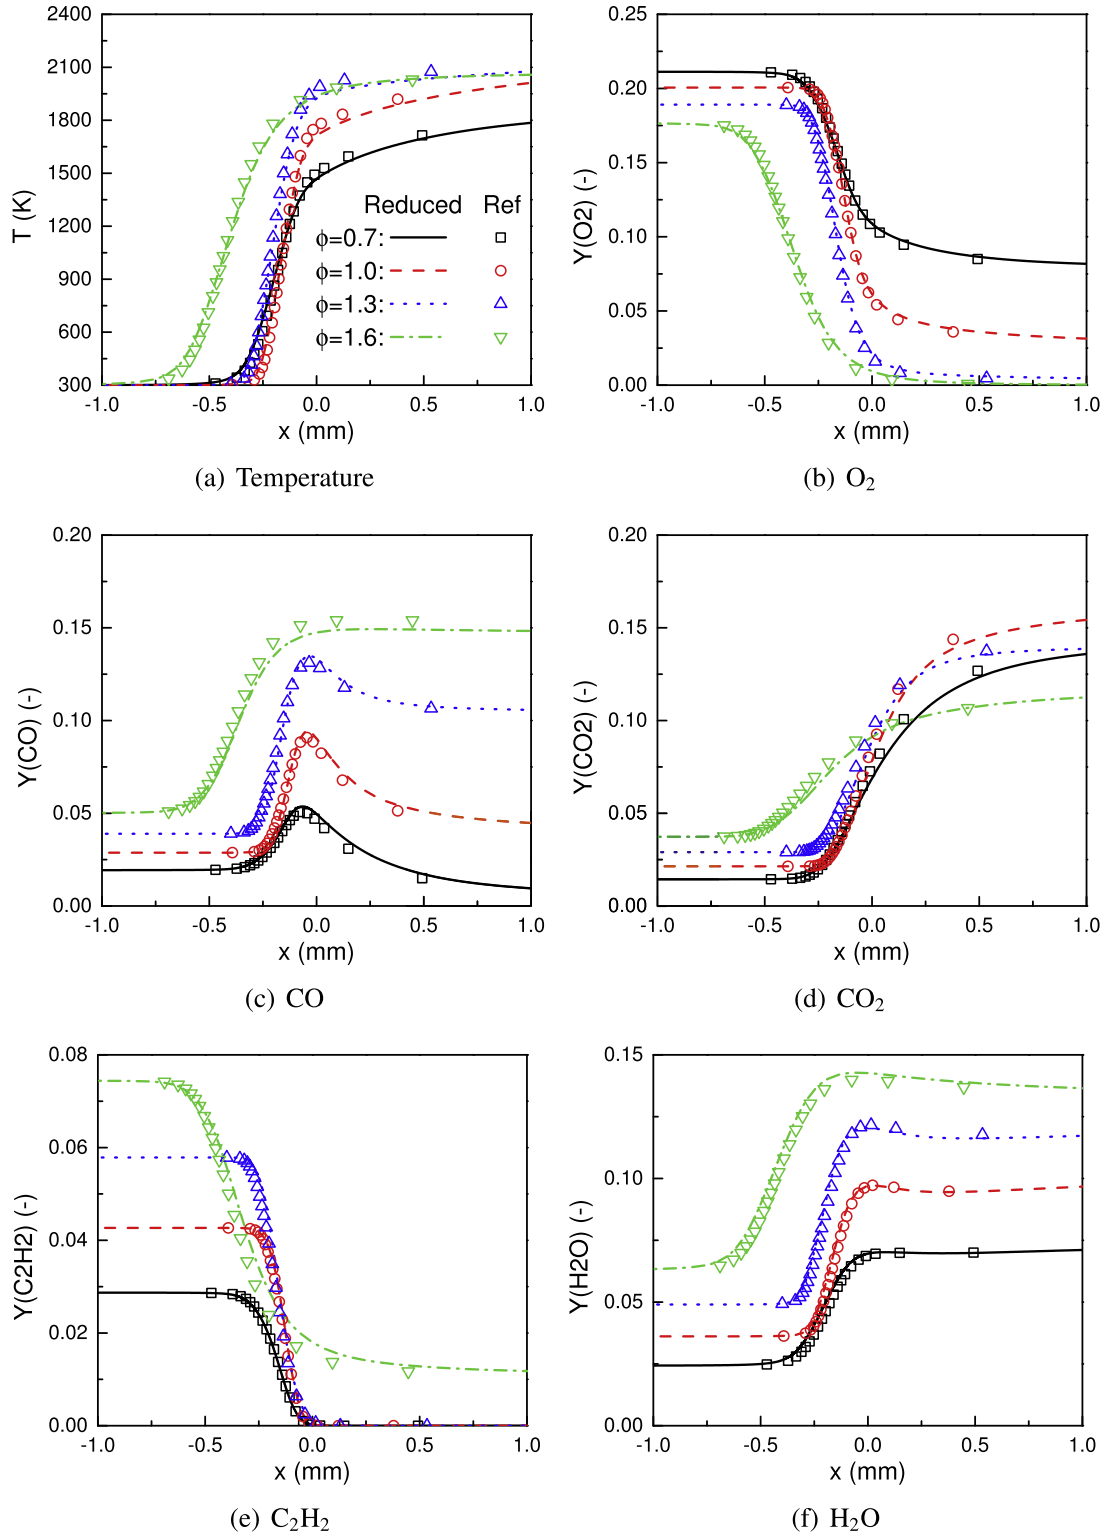 2400
2100
1800
1500
1200
900
600
300
T (K)
Reduced Ref
ϕ=0.7:
ϕ=1.0:
ϕ=1.3:
ϕ=1.6:
-1.0 -0.5 0.0 0.5 1.0
x (mm)
(a) Temperature
0.25
0.20
0.15
0.10
0.05
0.00
Y(O2) (-)
-1.0 -0.5 0.0 0.5 1.0
x (mm)
(b) O₂
0.20
0.15
0.10
0.05
0.00
Y(CO) (-)
-1.0 -0.5 0.0 0.5 1.0
x (mm)
(c) CO
0.20
0.15
0.10
0.05
0.00
Y(CO2) (-)
-1.0 -0.5 0.0 0.5 1.0
x (mm)
(d) CO₂
0.08
0.06
0.04
0.02
0.00
Y(C2H2) (-)
-1.0 -0.5 0.0 0.5 1.0
x (mm)
(e) C₂H₂
0.15
0.10
0.05
0.00
Y(H2O) (-)
-1.0 -0.5 0.0 0.5 1.0
x (mm)
(f) H₂O